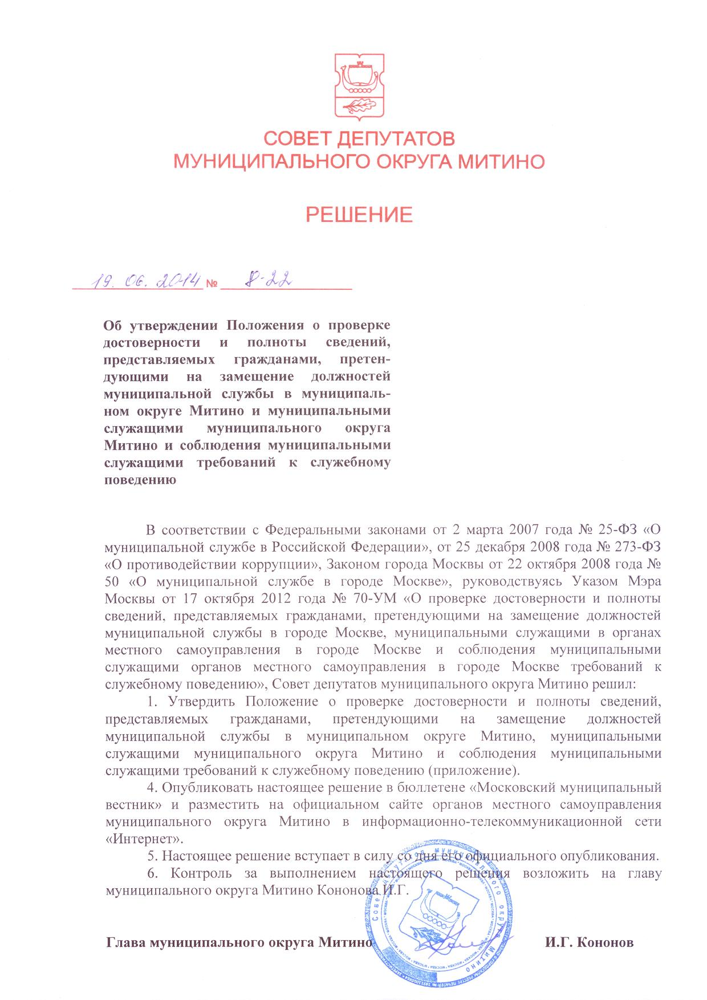 СОВЕТ ДЕПУТАТОВ
МУНИЦИПАЛЬНОГО ОКРУГА МИТИНО
РЕШЕНИЕ
19. 06. 2014 № 8-22
Об утверждении Положения о проверке
достоверности и полноты сведений,
представляемых гражданами, претен-
дующими на замещение должностей
муниципальной службы в муниципаль-
ном округе Митино и муниципальными
служащими муниципального округа
Митино и соблюдения муниципальными
служащими требований к служебному
поведению
В соответствии с Федеральными законами от 2 марта 2007 года № 25-ФЗ «О
муниципальной службе в Российской Федерации», от 25 декабря 2008 года № 273-ФЗ
«О противодействии коррупции», Законом города Москвы от 22 октября 2008 года №
50 «О муниципальной службе в городе Москве», руководствуясь Указом Мэра
Москвы от 17 октября 2012 года № 70-УМ «О проверке достоверности и полноты
сведений, представляемых гражданами, претендующими на замещение должностей
муниципальной службы в городе Москве, муниципальными служащими в органах
местного самоуправления в городе Москве и соблюдения муниципальными
служащими органов местного самоуправления в городе Москве требований к
служебному поведению», Совет депутатов муниципального округа Митино решил:
1. Утвердить Положение о проверке достоверности и полноты сведений,
представляемых гражданами, претендующими на замещение должностей
муниципальной службы в муниципальном округе Митино, муниципальными
служащими муниципального округа Митино и соблюдения муниципальными
служащими требований к служебному поведению (приложение).
4. Опубликовать настоящее решение в бюллетене «Московский муниципальный
вестник» и разместить на официальном сайте органов местного самоуправления
муниципального округа Митино в информационно-телекоммуникационной сети
«Интернет».
5. Настоящее решение вступает в силу со дня его официального опубликования.
6. Контроль за выполнением настоящего решения возложить на главу
муниципального округа Митино Кононова И.Г.
Глава муниципального округа Митино И.Г. Кононов
Совет депутатов муниципального округа Митино